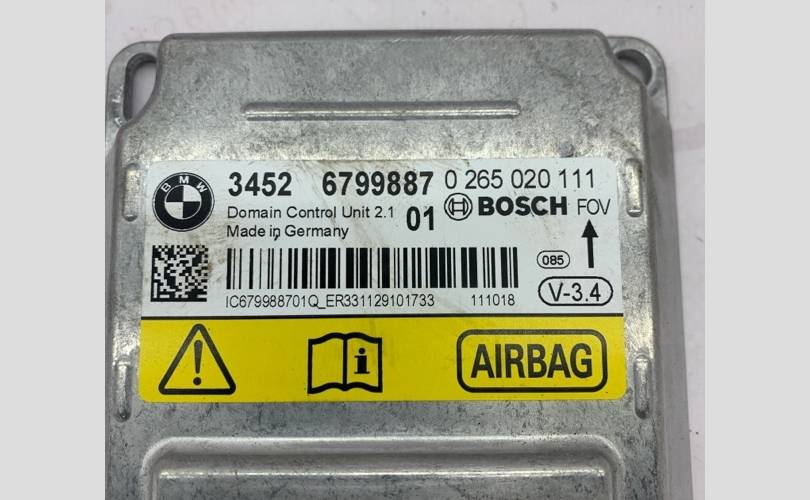 BMW
3452 6799887 0 265 020 111
Domain Control Unit 2.1 01 BOSCH FOV
Made in Germany
085
V-3.4
IC679988701Q_ER331129101733 111018
i
AIRBAG